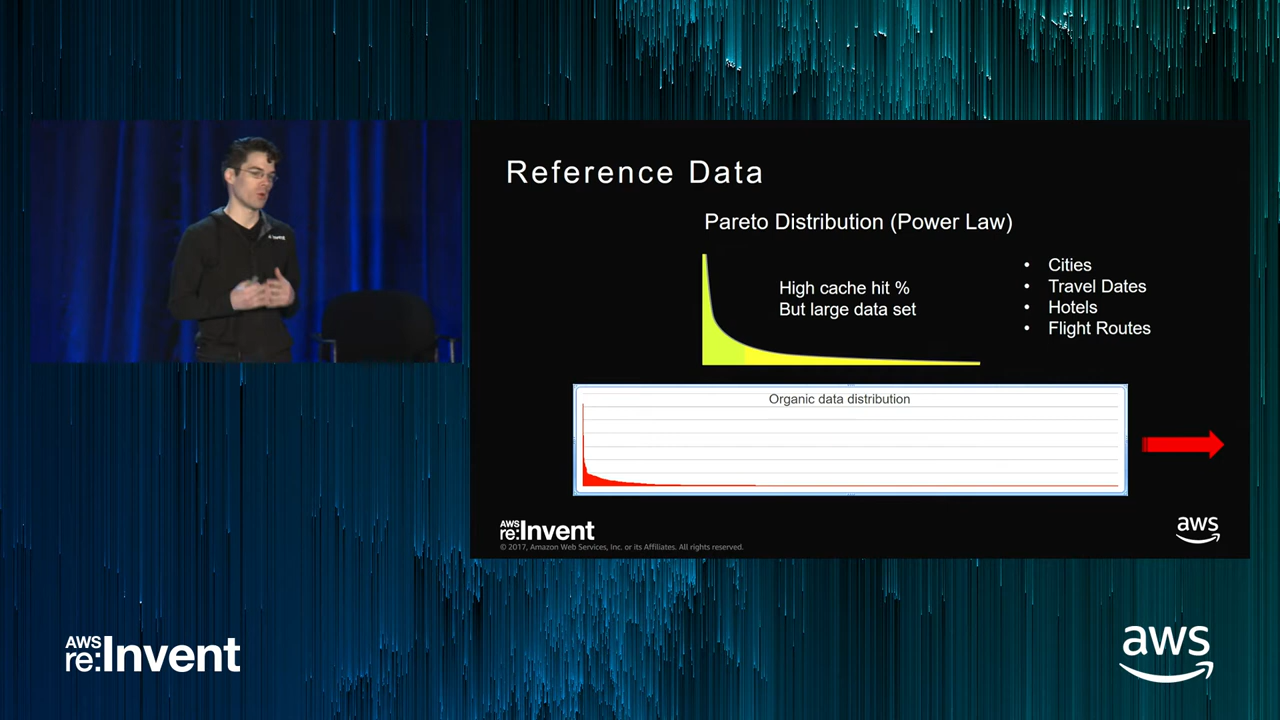 Reference Data
Pareto Distribution (Power Law)
High cache hit %
But large data set
• Cities
• Travel Dates
• Hotels
• Flight Routes
Organic data distribution
AWS
re:Invent
© 2017, Amazon Web Services, Inc. or its Affiliates. All rights reserved.
aws
AWS
re:Invent
aws